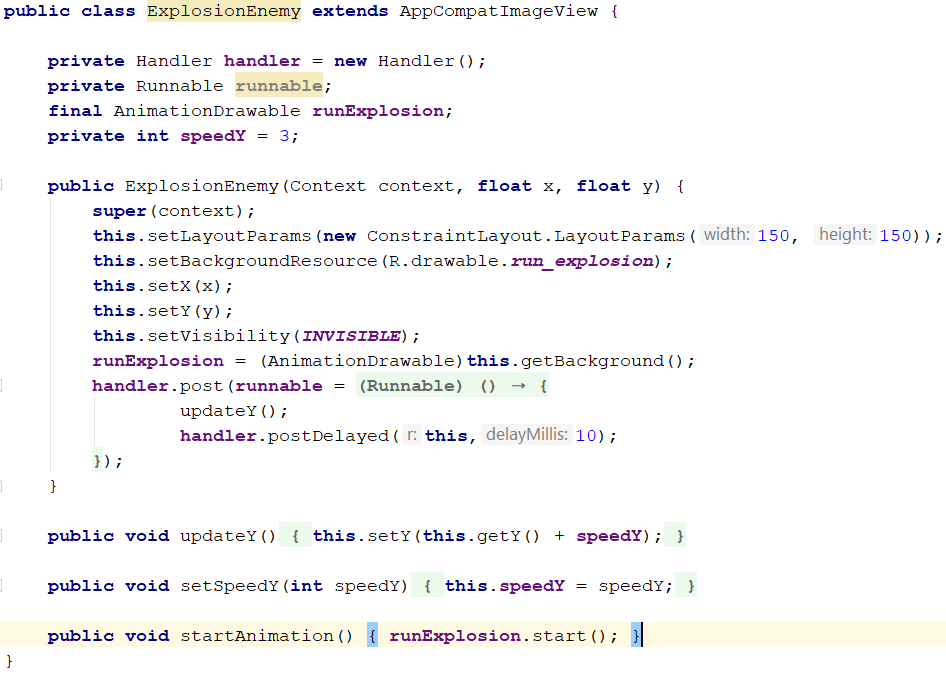 public class ExplosionEnemy extends AppCompatImageView {
private Handler handler = new Handler();
private Runnable runnable;
final AnimationDrawable runExplosion;
private int speedY = 3;
public ExplosionEnemy(Context context, float x, float y) {
super(context);
this.setLayoutParams(new ConstraintLayout.LayoutParams( width: 150, height: 150));
this.setBackgroundResource(R.drawable.run_explosion);
this.setX(x);
this.setY(y);
this.setVisibility(INVISIBLE);
runExplosion = (AnimationDrawable)this.getBackground();
handler.post(runnable = (Runnable) () → {
updateY();
handler.postDelayed( r: this, delayMillis: 10);
});
}
public void updateY() { this.setY(this.getY() + speedY); }
public void setSpeedY(int speedY) { this.speedY = speedY; }
public void startAnimation() { runExplosion.start(); }
}